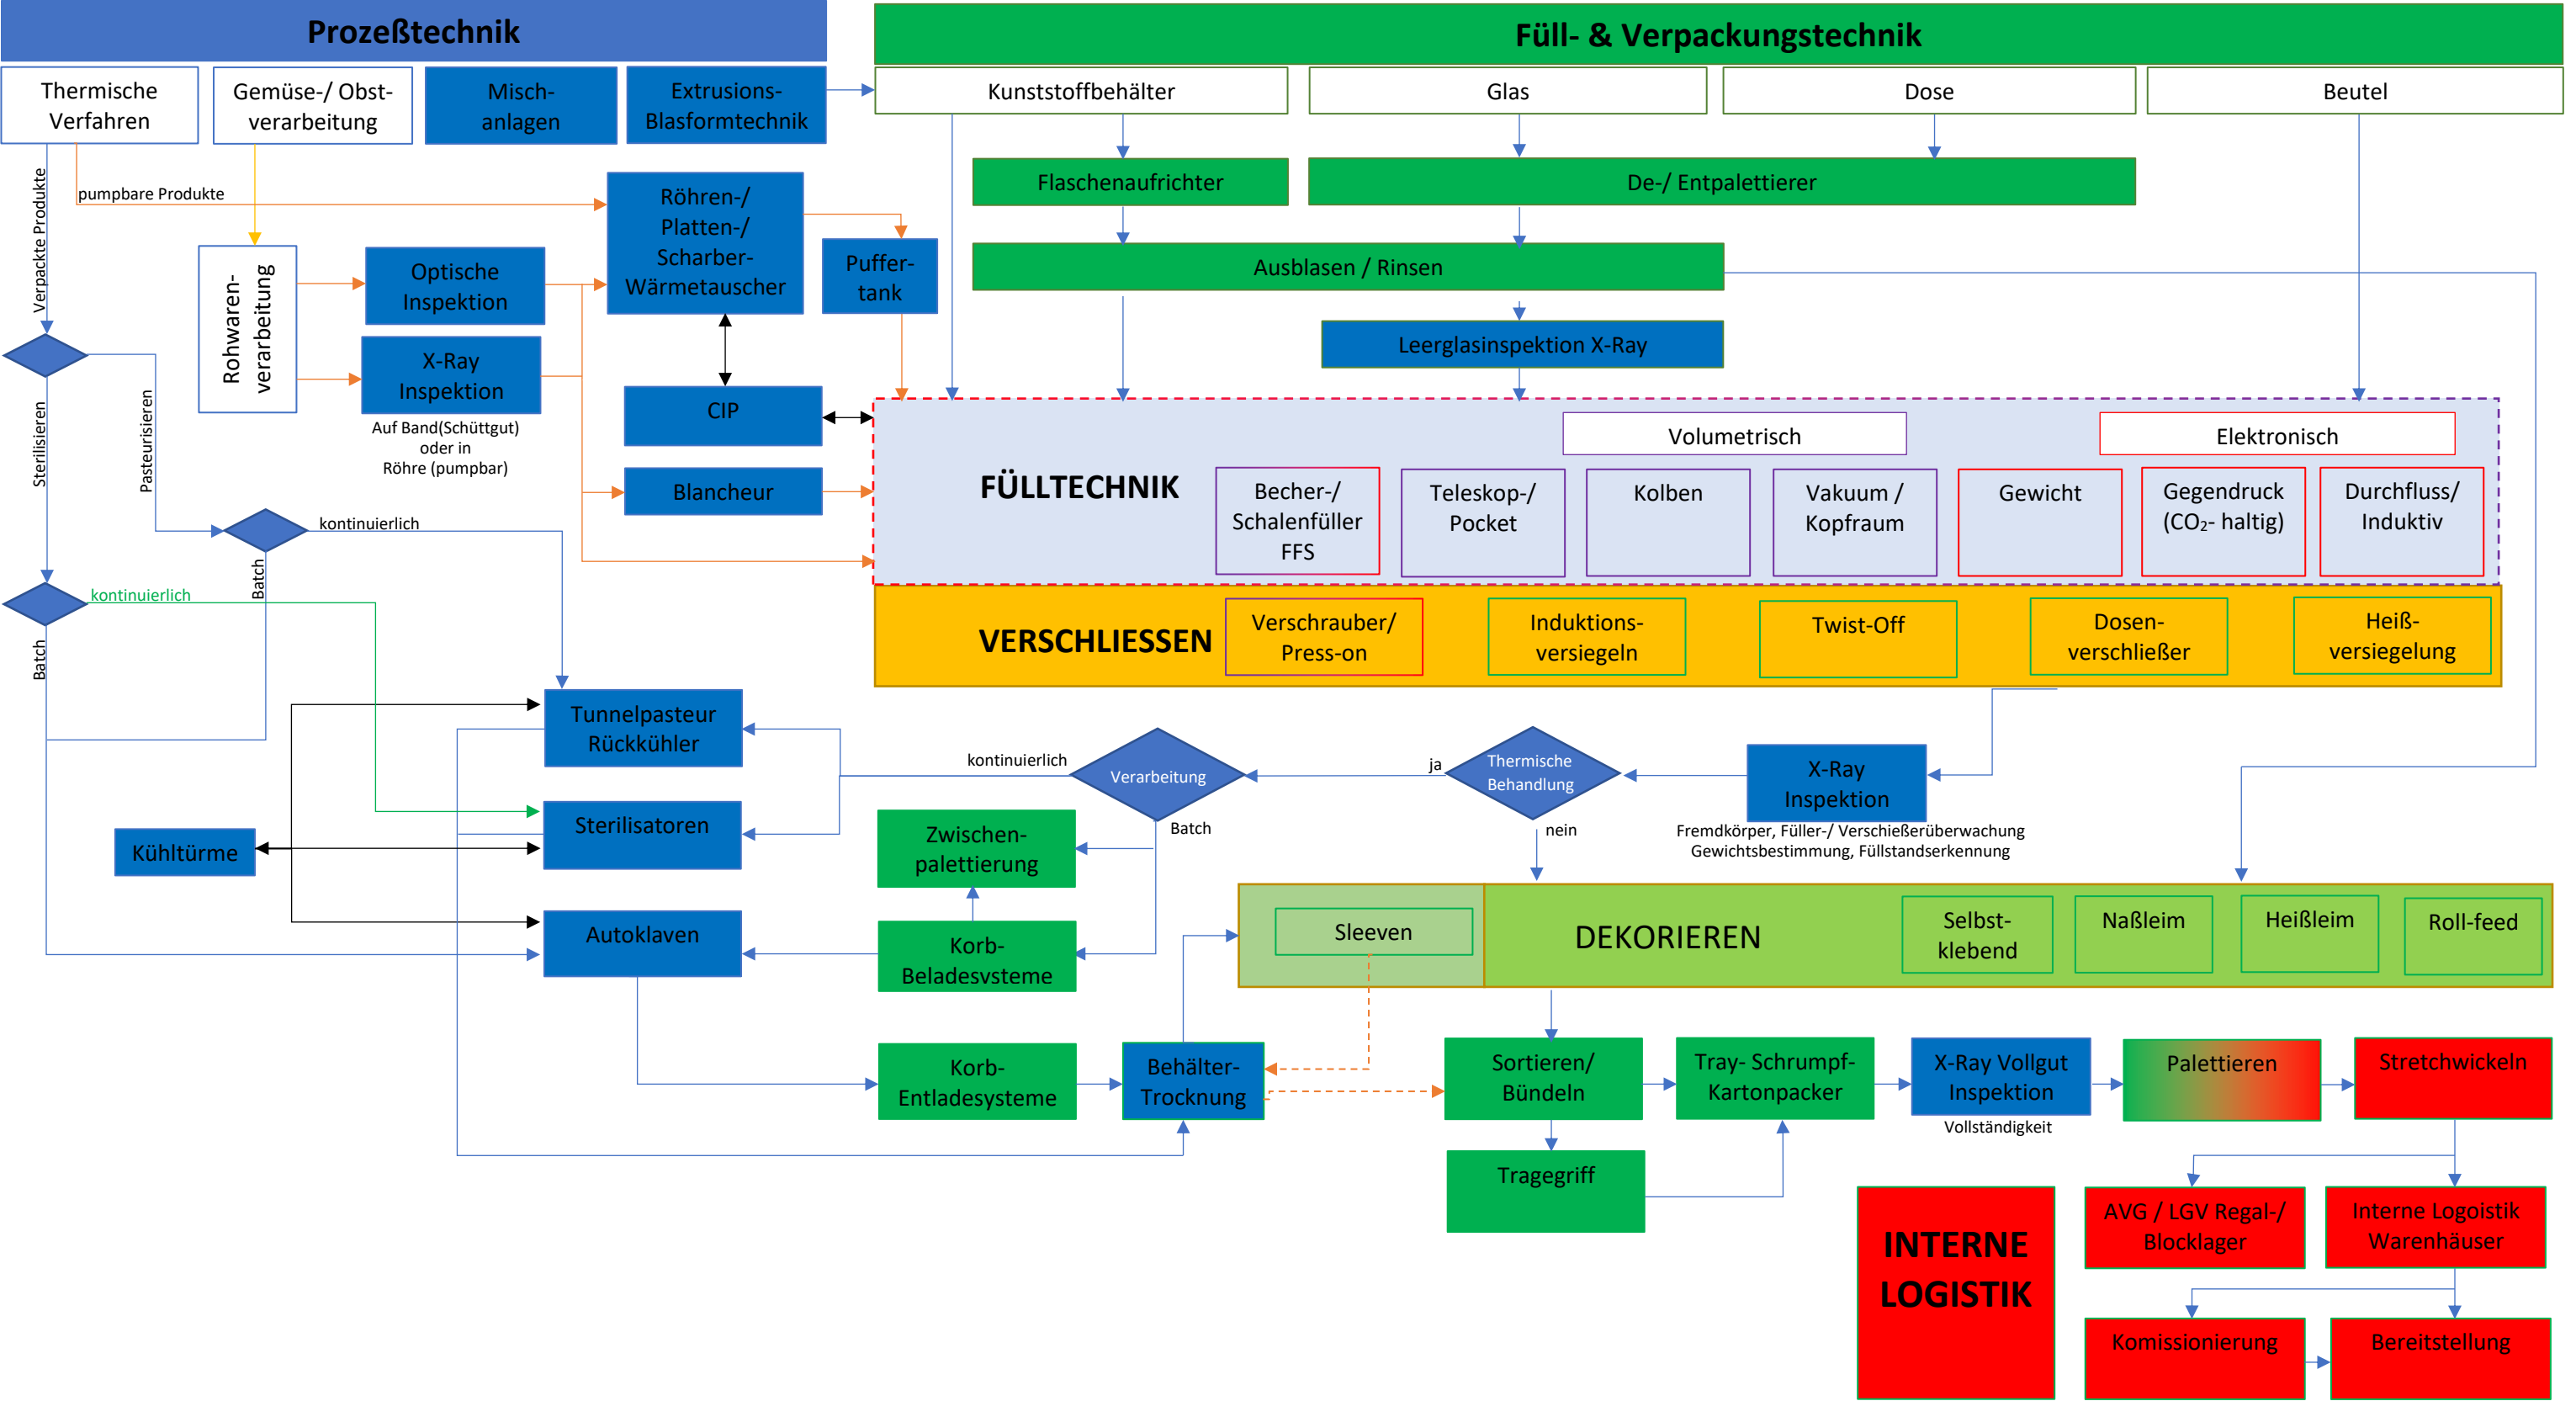 Prozeßtechnik
Füll- & Verpackungstechnik
Thermische
Verfahren
Gemüse-/ Obst-
verarbeitung
Misch-
anlagen
Extrusions-
Blasformtechnik
Kunststoffbehälter
Glas
Dose
Beutel
Verpackte Produkte
pumpbare Produkte
Röhren-/
Platten-/
Scharber-
Wärmetauscher
Flaschenaufrichter
De-/ Entpalettierer
Rohwaren-
verarbeitung
Optische
Inspektion
Puffer-
tank
Ausblasen / Rinsen
X-Ray
Inspektion
Auf Band(Schüttgut)
oder in
Röhre (pumpbar)
Leerglasinspektion X-Ray
CIP
Blancheur
Sterilisieren
Pasteurisieren
kontinuierlich
Batch
kontinuierlich
Batch
FÜLLTECHNIK
Volumetrisch
Elektronisch
Becher-/
Schalenfüller
FFS
Teleskop-/
Pocket
Kolben
Vakuum /
Kopfraum
Gewicht
Gegendruck
(CO₂- haltig)
Durchfluss/
Induktiv
VERSCHLIESSEN
Verschrauber/
Press-on
Induktions-
versiegeln
Twist-Off
Dosen-
verschließer
Heiß-
versiegelung
Tunnelpasteur
Rückkühler
kontinuierlich
Verarbeitung
Batch
ja
Thermische
Behandlung
nein
X-Ray
Inspektion
Fremdkörper, Füller-/ Verschießerüberwachung
Gewichtsbestimmung, Füllstandserkennung
Kühltürme
Sterilisatoren
Zwischen-
palettierung
Autoklaven
Korb-
Beladesysteme
Sleeven
DEKORIEREN
Selbst-
klebend
Naßleim
Heißleim
Roll-feed
Korb-
Entladesysteme
Behälter-
Trocknung
Sortieren/
Bündeln
Tray- Schrumpf-
Kartonpacker
X-Ray Vollgut
Inspektion
Vollständigkeit
Palettieren
Stretchwickeln
Tragegriff
INTERNE
LOGISTIK
AVG / LGV Regal-/
Blocklager
Interne Logoistik
Warenhäuser
Komissionierung
Bereitstellung